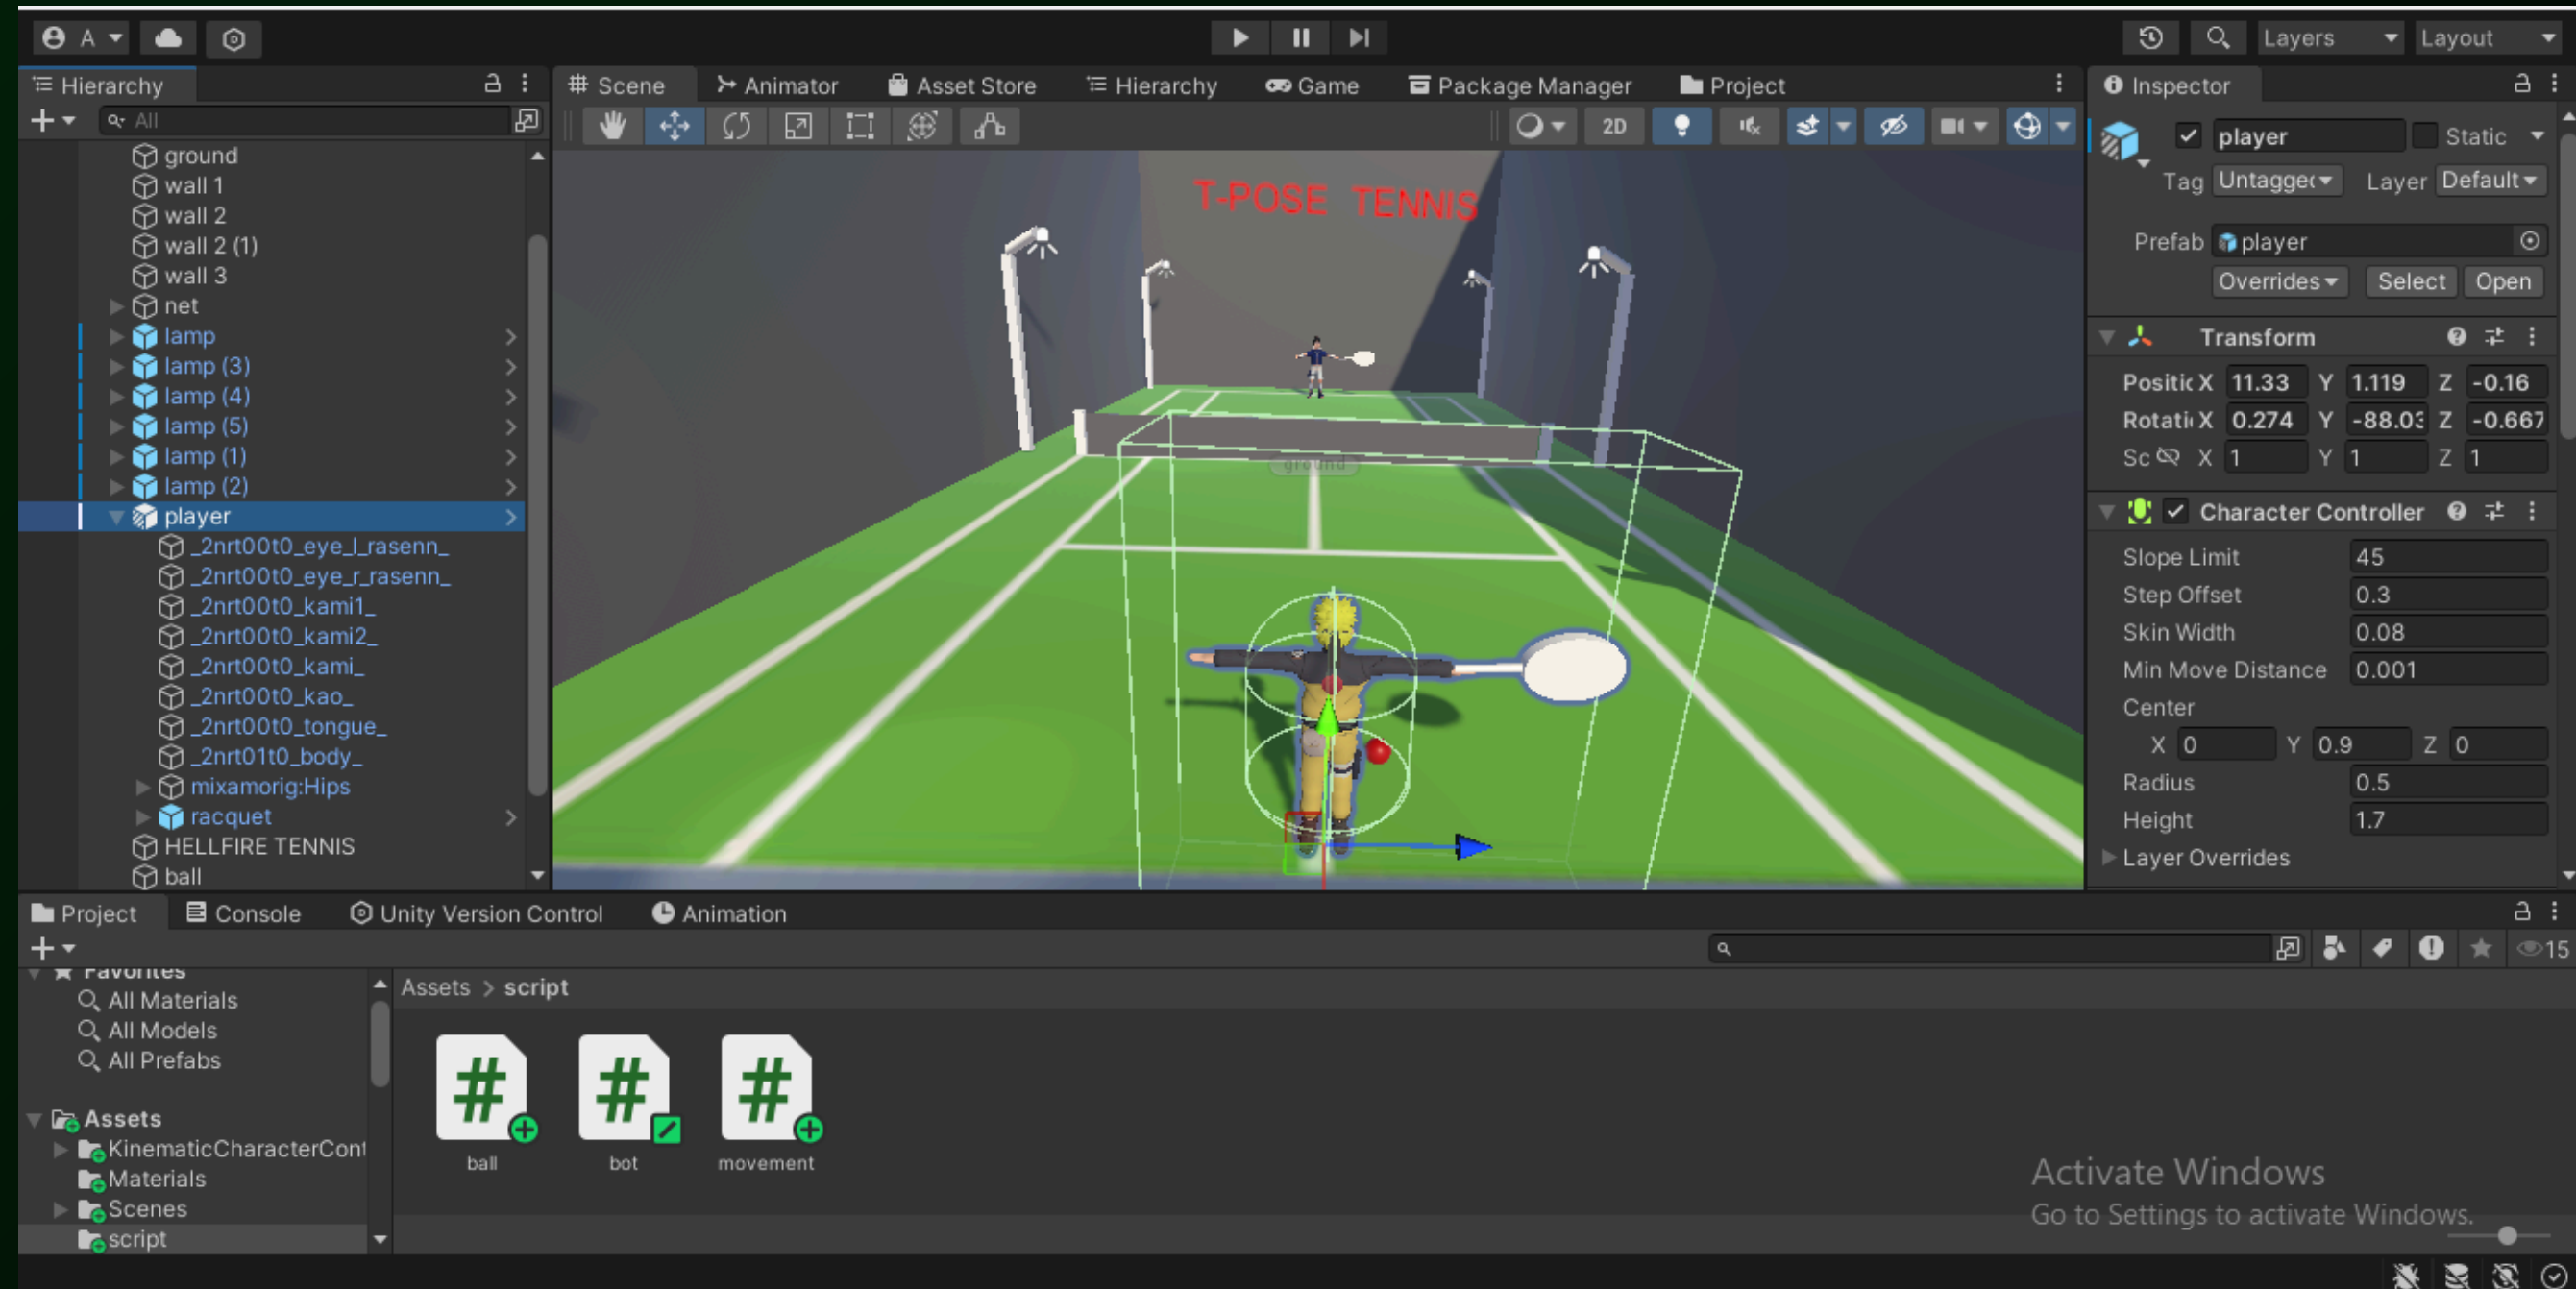 A
Layers
Layout
Hierarchy
All
ground
wall 1
wall 2
wall 2 (1)
wall 3
net
lamp
lamp (3)
lamp (4)
lamp (5)
lamp (1)
lamp (2)
player
_2nrt00t0_eye_l_rasenn_
_2nrt00t0_eye_r_rasenn_
_2nrt00t0_kami1_
_2nrt00t0_kami2_
_2nrt00t0_kami_
_2nrt00t0_kao_
_2nrt00t0_tongue_
_2nrt01t0_body_
mixamorig:Hips
racquet
HELLFIRE TENNIS
ball
Scene Animator Asset Store Hierarchy Game Package Manager Project
2D
T-POSE TENNIS
ground
Inspector
player Static
Tag Untagged Layer Default
Prefab player
Overrides Select Open
Transform
Positic X 11.33 Y 1.119 Z -0.16
Rotati X 0.274 Y -88.03 Z -0.667
Sc X 1 Y 1 Z 1
Character Controller
Slope Limit 45
Step Offset 0.3
Skin Width 0.08
Min Move Distance 0.001
Center
X 0 Y 0.9 Z 0
Radius 0.5
Height 1.7
Layer Overrides
Project Console Unity Version Control Animation
15
Favorites
All Materials
All Models
All Prefabs
Assets
KinematicCharacterCont
Materials
Scenes
script
Assets > script
ball bot movement
Activate Windows
Go to Settings to activate Windows.